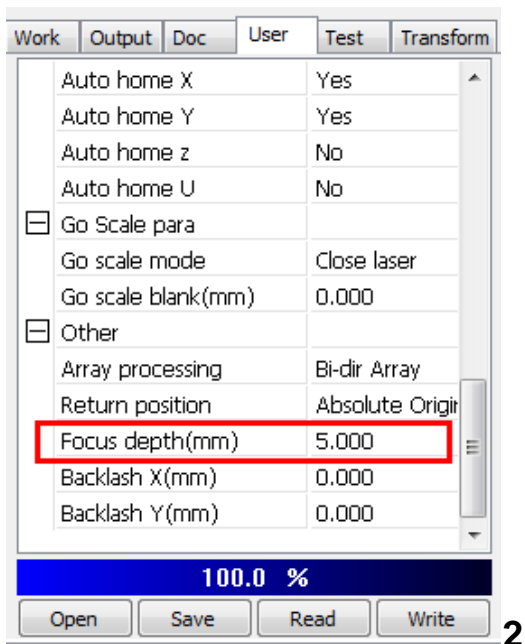 Work Output Doc User Test Transform
Auto home X Yes
Auto home Y Yes
Auto home z No
Auto home U No
Go Scale para
Go scale mode Close laser
Go scale blank(mm) 0.000
Other
Array processing Bi-dir Array
Return position Absolute Origin
Focus depth(mm) 5.000
Backlash X(mm) 0.000
Backlash Y(mm) 0.000
100.0 %
Open Save Read Write
2